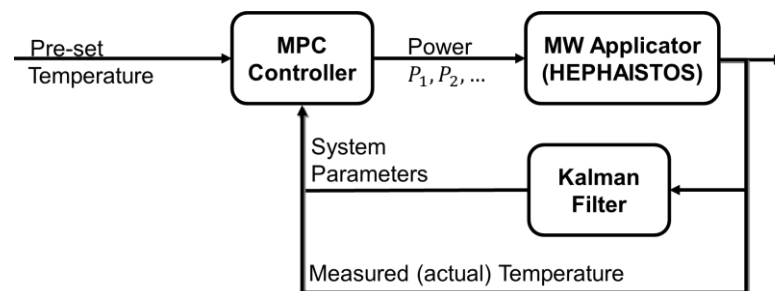 Pre-set
Temperature
MPC
Controller
Power
P₁, P₂, ...
MW Applicator
(HEPHAISTOS)
System
Parameters
Kalman
Filter
Measured (actual) Temperature